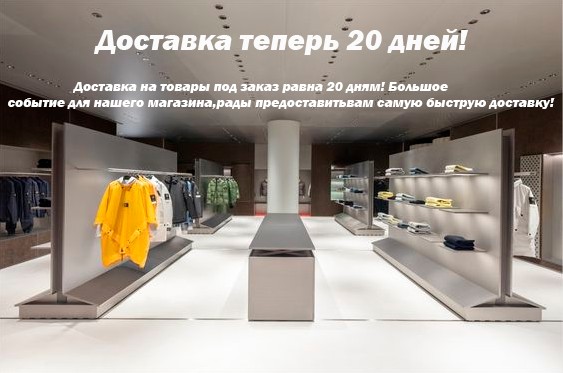 Доставка теперь 20 дней!
Доставка на товары под заказ равна 20 дням! Большое
событие для нашего магазина,рады предоставитьвам самую быструю доставку!